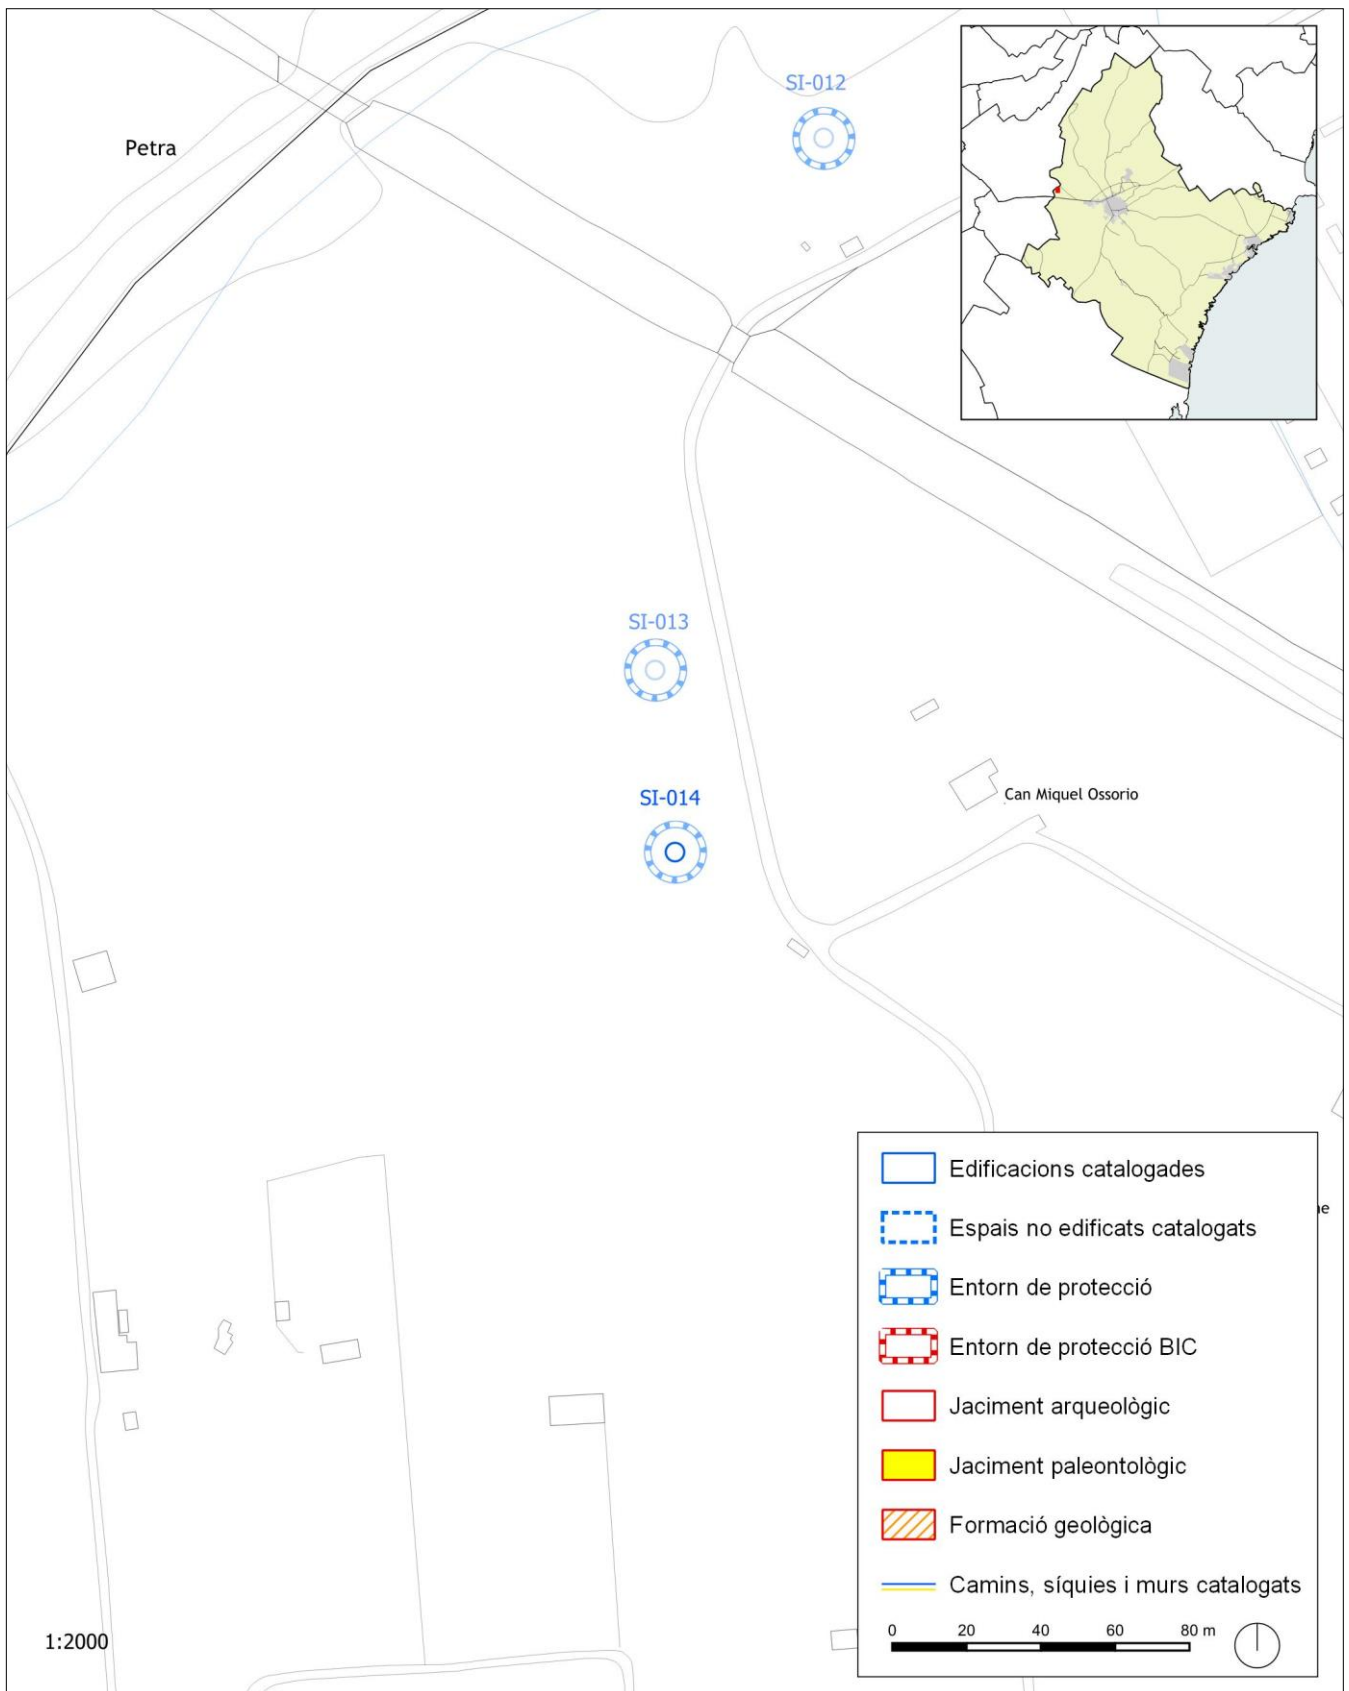 SI-012
Petra
SI-013
SI-014
Can Miquel Ossorio
Edificacions catalogades
Espais no edificats catalogats
Entorn de protecció
Entorn de protecció BIC
Jaciment arqueològic
Jaciment paleontològic
Formació geològica
Camins, síquies i murs catalogats
0 20 40 60 80 m
1:2000